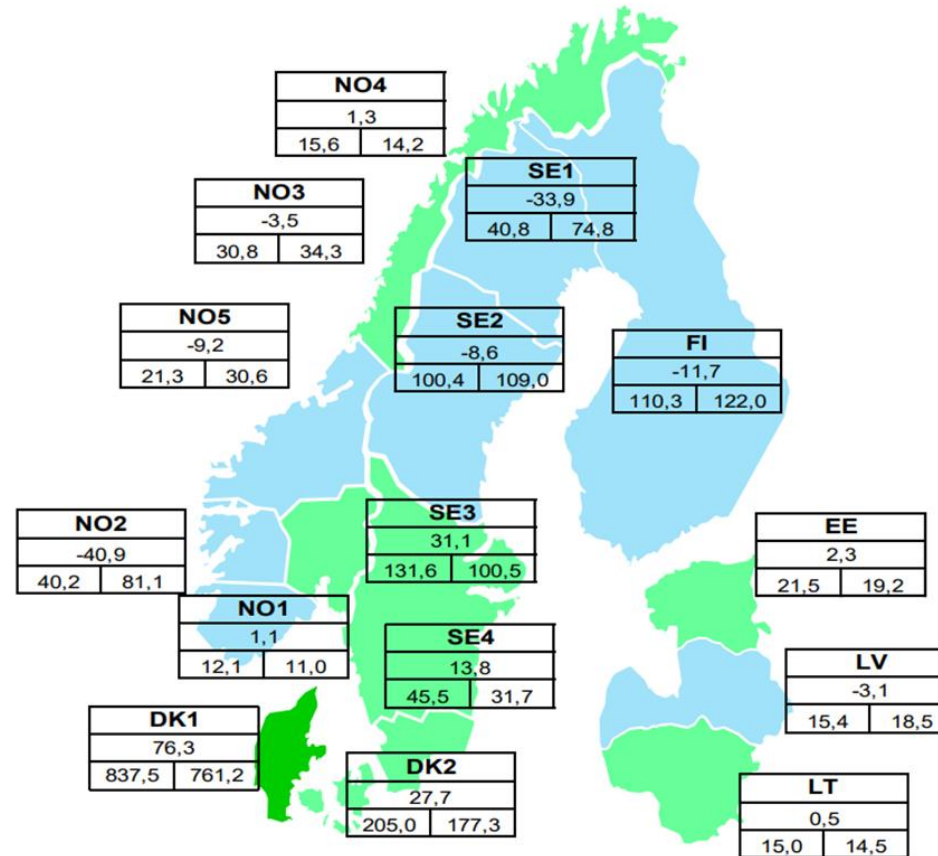 NO4
1,3
15,6 14,2
SE1
-33,9
40,8 74,8
NO3
-3,5
30,8 34,3
NO5
-9,2
21,3 30,6
SE2
-8,6
100,4 109,0
FI
-11,7
110,3 122,0
NO2
-40,9
40,2 81,1
SE3
31,1
131,6 100,5
EE
2,3
21,5 19,2
NO1
1,1
12,1 11,0
SE4
13,8
45,5 31,7
LV
-3,1
15,4 18,5
DK1
76,3
837,5 761,2
DK2
27,7
205,0 177,3
LT
0,5
15,0 14,5